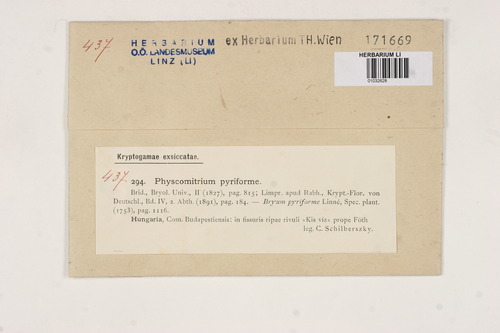 437
HERBARIUM
O.Ö. LANDESMUSEUM
LINZ (LI)
ex Herbarium TH.Wien
171669
HERBARIUM LI
01032628
Kryptogamae exsiccatae.
437
294. Physcomitrium pyriforme.
Brid., Bryol. Univ., II (1827), pag. 815; Limpr. apud Rabh., Krypt.-Flor. von
Deutschl., Bd. IV, 2. Abth. (1891), pag. 184. — Bryum pyriforme Linné, Spec. plant.
(1753), pag. 1116.
Hungaria, Com. Budapestiensis: in fissuris ripae rivuli »Kis viz« prope Fóth
leg. C. Schilberszky.